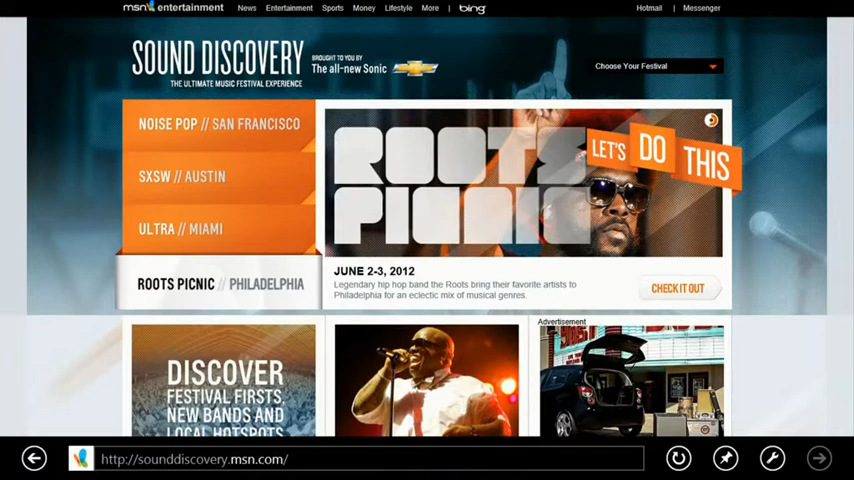 msn entertainment News Entertainment Sports Money Lifestyle More bing Hotmail Messenger
SOUND DISCOVERY
THE ULTIMATE MUSIC FESTIVAL EXPERIENCE
BROUGHT TO YOU BY
The all-new Sonic
Choose Your Festival
NOISE POP // SAN FRANCISCO
SXSW // AUSTIN
ULTRA // MIAMI
ROOTS PICNIC // PHILADELPHIA
ROOTS
PICNIC
LET'S DO THIS
JUNE 2-3, 2012
Legendary hip hop band the Roots bring their favorite artists to
Philadelphia for an eclectic mix of musical genres.
CHECK IT OUT
DISCOVER
FESTIVAL FIRSTS,
NEW BANDS AND
LOCAL HOTSPOTS
Advertisement
http://sounddiscovery.msn.com/